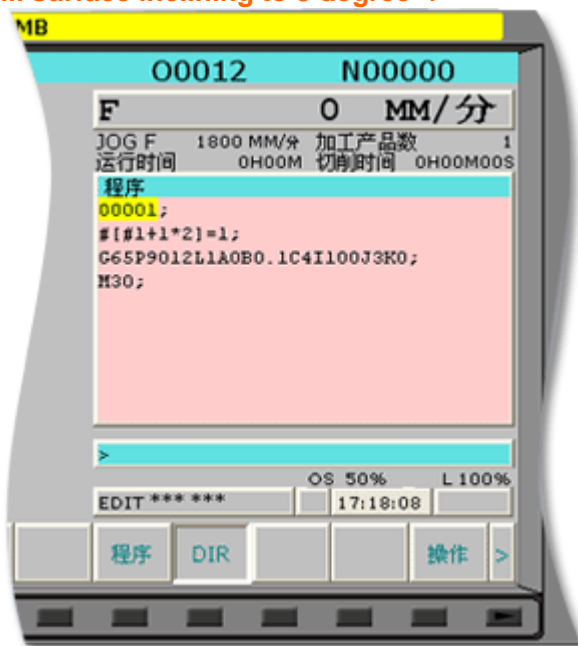 MB
O0012 N00000
F 0 MM/分
JOG F 1800 MM/分 加工产品数 1
运行时间 0H00M 切削时间 0H00M00S
程序
00001;
#[#1+1*2]=1;
G65P9012L1A0B0.1C4I100J3K0;
M30;
>
OS 50% L 100%
EDIT *** *** 17:18:08
程序 DIR 操作 >